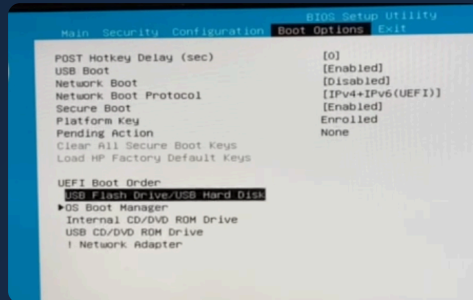 BIOS Setup Utility
Main Security Configuration Boot Options Exit
POST Hotkey Delay (sec) [0]
USB Boot [Enabled]
Network Boot [Disabled]
Network Boot Protocol [IPv4+IPv6(UEFI)]
Secure Boot [Enabled]
Platform Key Enrolled
Pending Action None
Clear All Secure Boot Keys
Load HP Factory Default Keys
UEFI Boot Order
USB Flash Drive/USB Hard Disk
▶OS Boot Manager
Internal CD/DVD ROM Drive
USB CD/DVD ROM Drive
! Network Adapter